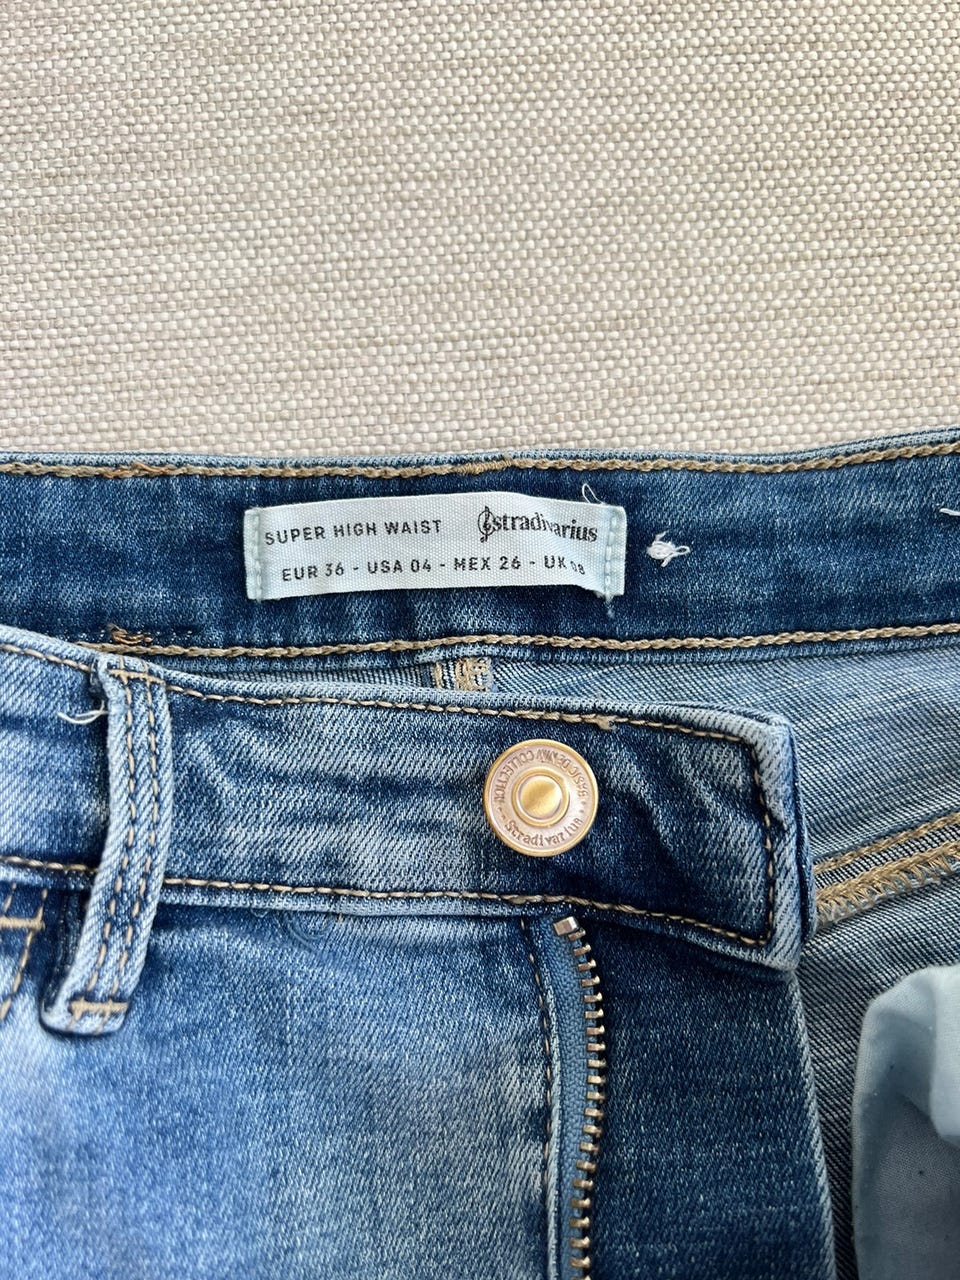 SUPER HIGH WAIST stradivarius
EUR 36 - USA 04 - MEX 26 - UK 08
BASIC DENIM COLLECTION
Stradivarius